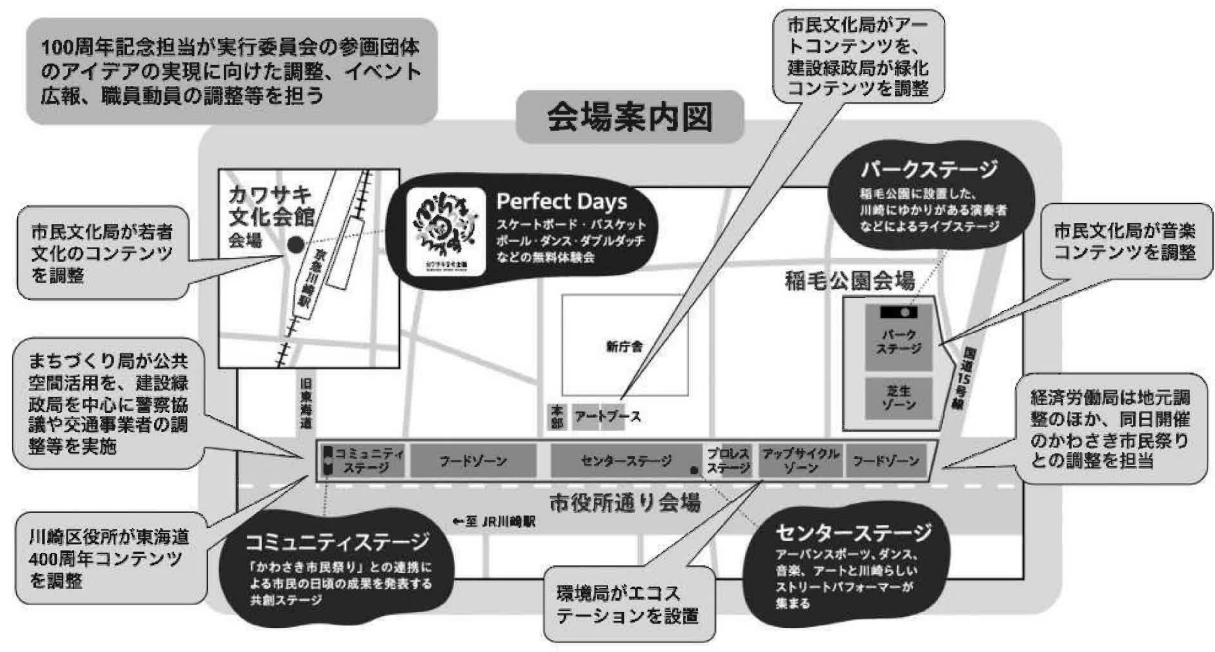 100周年記念担当が実行委員会の参画団体
のアイデアの実現に向けた調整、イベント
広報、職員動員の調整等を担う
市民文化局がアー
トコンテンツを、
建設緑政局が緑化
コンテンツを調整
会場案内図
カワサキ
文化会館
会場
京急川崎駅
Perfect Days
スケートボード・バスケット
ボール・ダンス・ダブルダッチ
などの無料体験会
パークステージ
稲毛公園に設置した、
川崎にゆかりがある演奏者
などによるライブステージ
市民文化局が若者
文化のコンテンツ
を調整
市民文化局が音楽
コンテンツを調整
稲毛公園会場
パーク
ステージ
芝生
ゾーン
国道15号線
新庁舎
本部
アートブース
旧東海道
まちづくり局が公共
空間活用を、建設緑
政局を中心に警察協
議や交通事業者の調
整等を実施
経済労働局は地元調
整のほか、同日開催
のかわさき市民祭り
との調整を担当
コミュニティ
ステージ
フードゾーン
センターステージ
プロレス
ステージ
アップサイクル
ゾーン
フードゾーン
市役所通り会場
←至 JR川崎駅
川崎区役所が東海道
400周年コンテンツ
を調整
コミュニティステージ
「かわさき市民祭り」との連携に
よる市民の日頃の成果を発表する
共創ステージ
環境局がエコス
テーションを設置
センターステージ
アーバンスポーツ、ダンス、
音楽、アートと川崎らしい
ストリートパフォーマーが
集まる